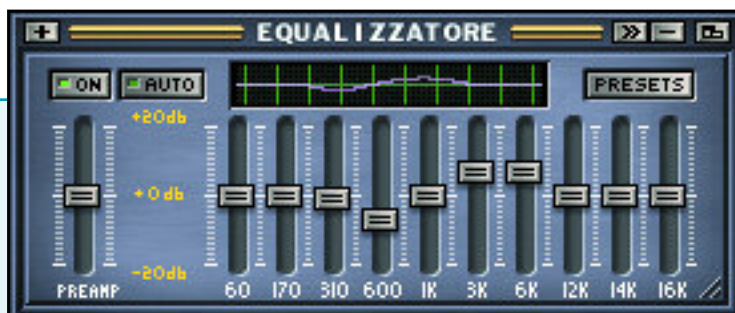 EQUALIZZATORE
ON AUTO PRESETS
+20db
+0db
-20db
PREAMP 60 170 310 600 1K 3K 6K 12K 14K 16K